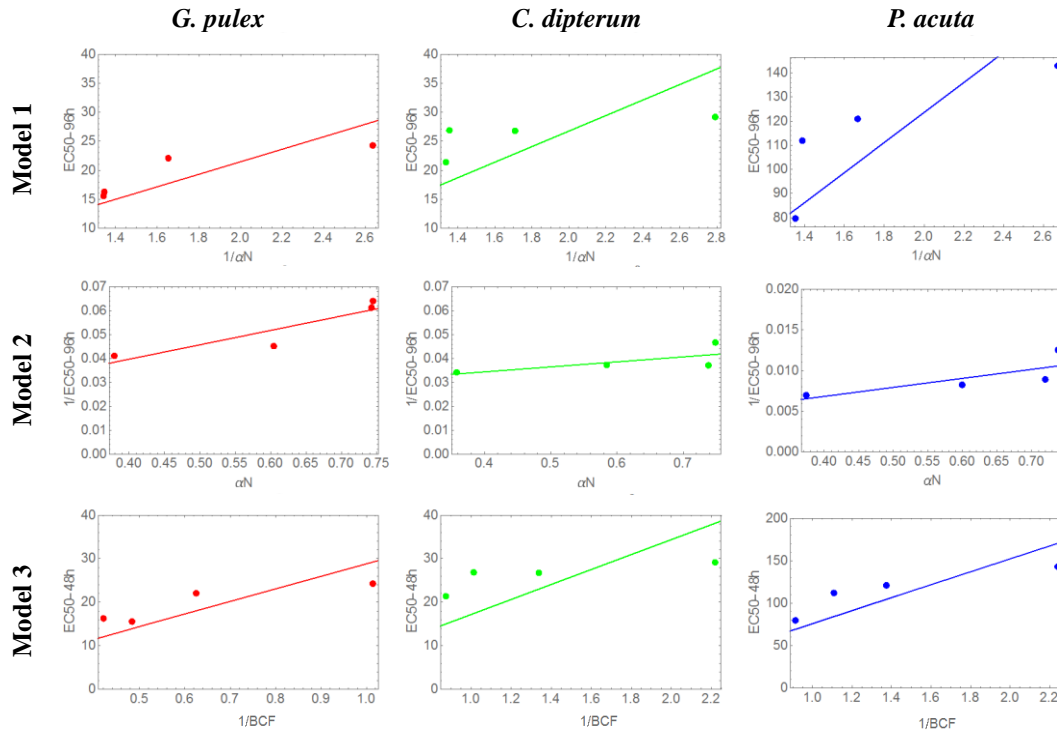 G. pulex
C. dipterum
P. acuta
Model 1
EC50-96h
40
35
30
25
20
15
10
1.4 1.6 1.8 2.0 2.2 2.4 2.6
1/αN
EC50-96h
40
35
30
25
20
15
10
1.4 1.6 1.8 2.0 2.2 2.4 2.6 2.8
1/αN
EC50-96h
140
130
120
110
100
90
80
1.4 1.6 1.8 2.0 2.2 2.4 2.6
1/αN
Model 2
1/EC50-96h
0.07
0.06
0.05
0.04
0.03
0.02
0.01
0.00
0.40 0.45 0.50 0.55 0.60 0.65 0.70 0.75
αN
1/EC50-96h
0.07
0.06
0.05
0.04
0.03
0.02
0.01
0.00
0.4 0.5 0.6 0.7
αN
1/EC50-96h
0.020
0.015
0.010
0.005
0.000
0.40 0.50 0.60 0.70
αN
Model 3
EC50-48h
40
30
20
10
0
0.5 0.6 0.7 0.8 0.9 1.0
1/BCF
EC50-48h
40
30
20
10
0
1.0 1.2 1.4 1.6 1.8 2.0 2.2
1/BCF
EC50-48h
200
150
100
50
0
1.0 1.2 1.4 1.6 1.8 2.0 2.2
1/BCF